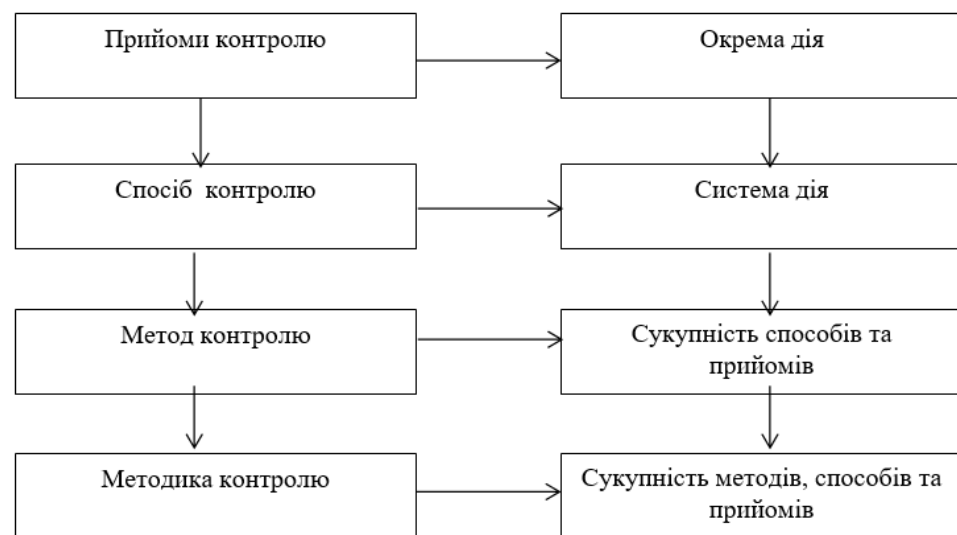 Прийоми контролю
Окрема дія
Спосіб контролю
Система дія
Метод контролю
Сукупність способів та
прийомів
Методика контролю
Сукупність методів, способів та
прийомів